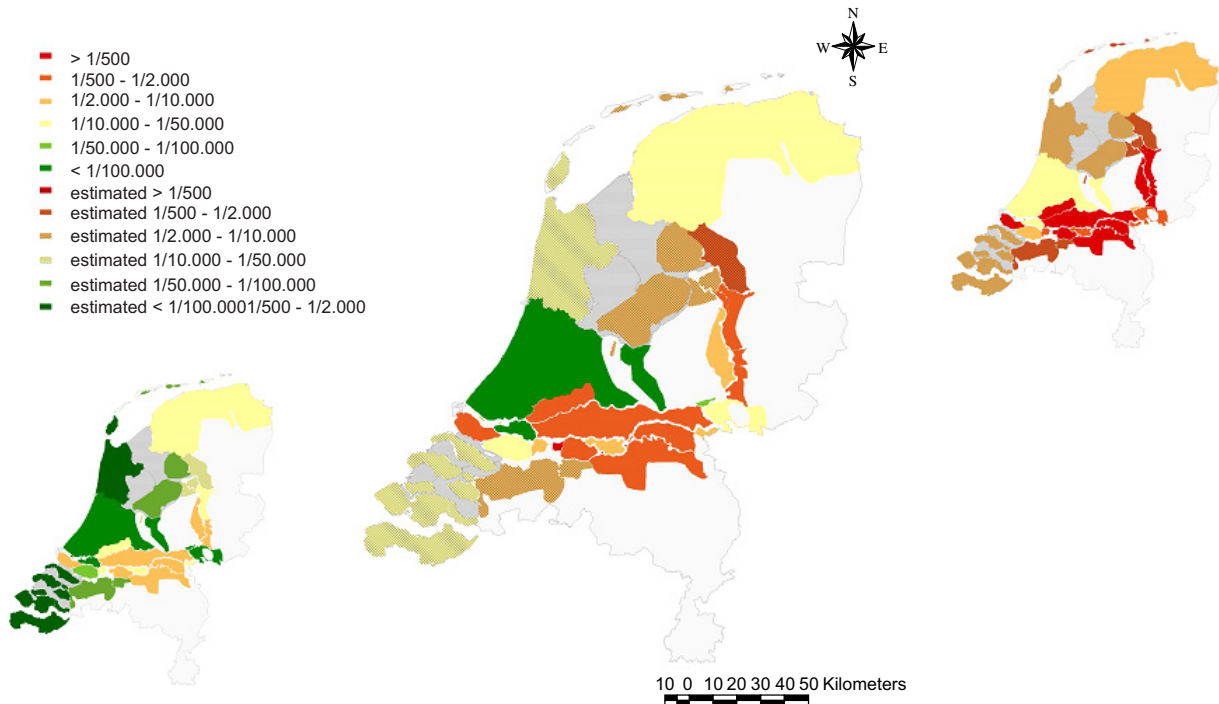 N
W E
S
> 1/500
1/500 - 1/2.000
1/2.000 - 1/10.000
1/10.000 - 1/50.000
1/50.000 - 1/100.000
< 1/100.000
estimated > 1/500
estimated 1/500 - 1/2.000
estimated 1/2.000 - 1/10.000
estimated 1/10.000 - 1/50.000
estimated 1/50.000 - 1/100.000
estimated < 1/100.0001/500 - 1/2.000
10 0 10 20 30 40 50 Kilometers